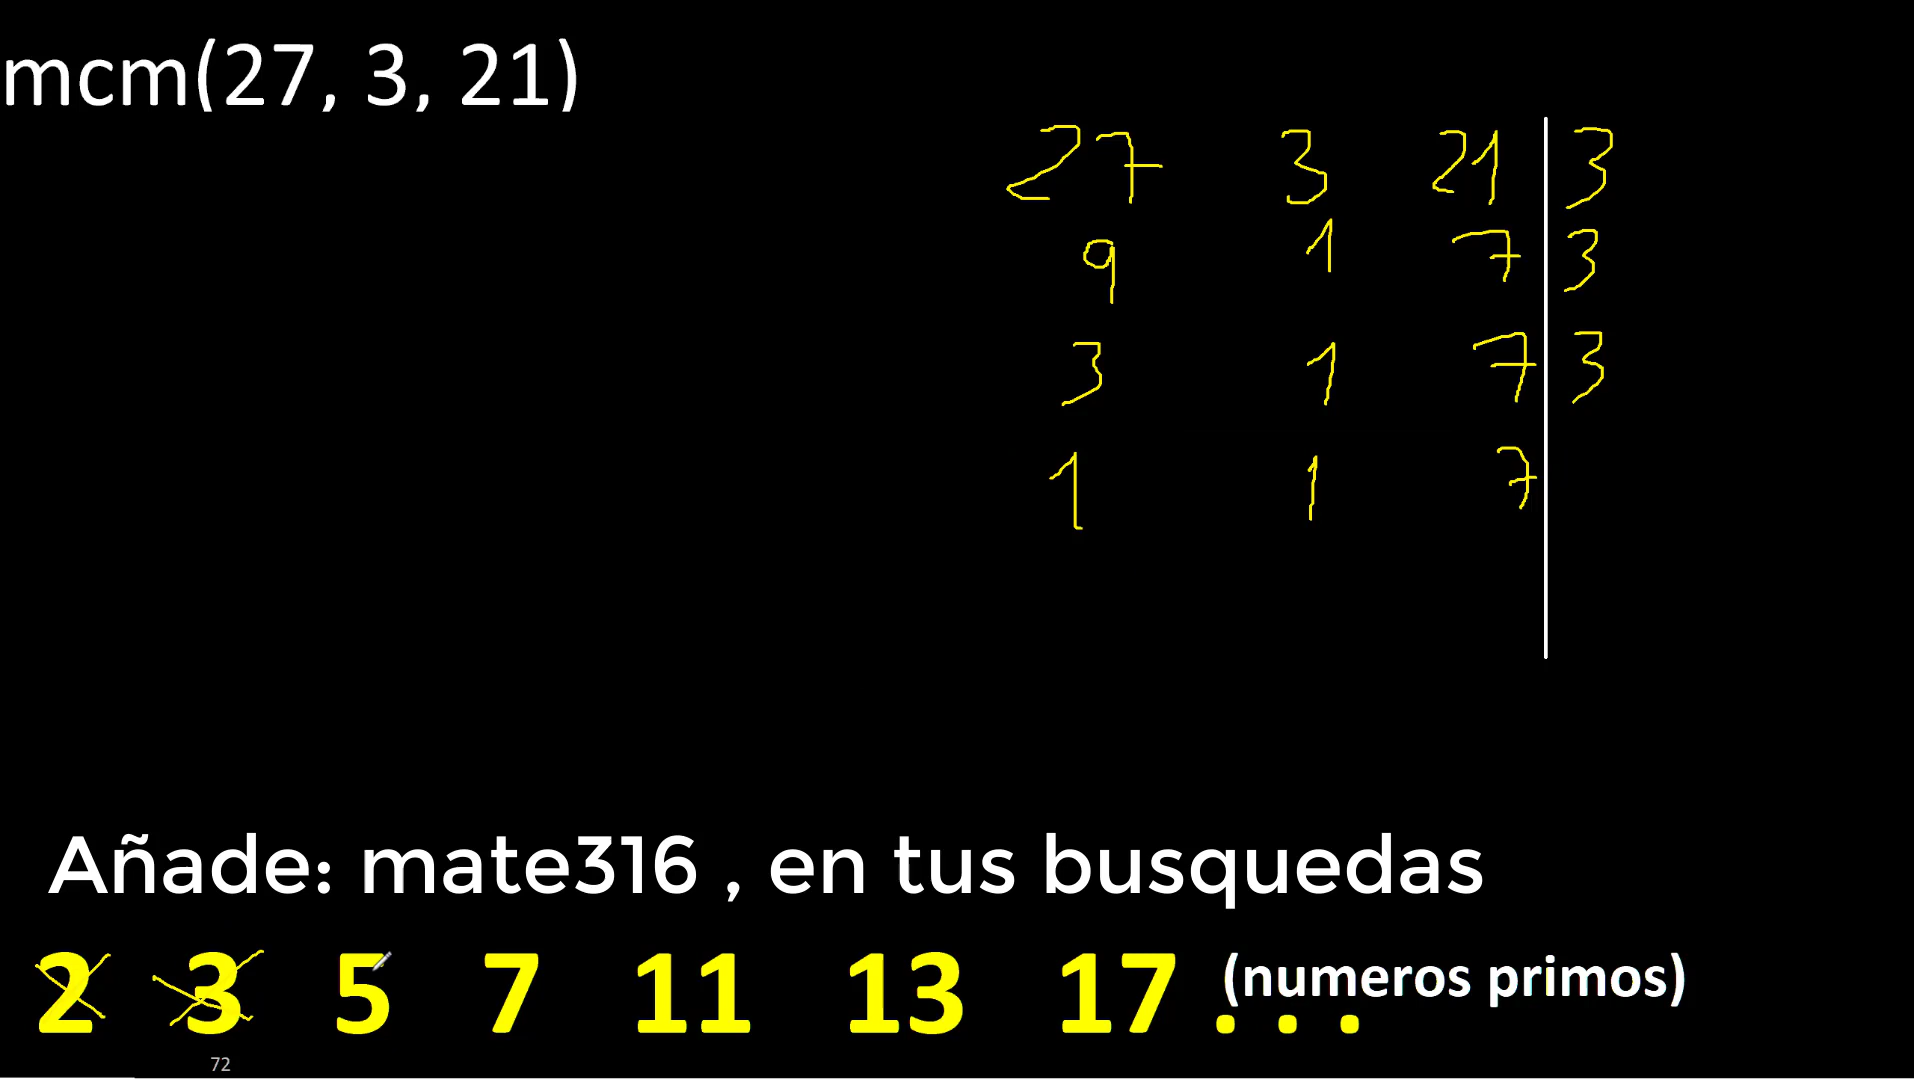 mcm(27, 3, 21)
27 3 21 3
9 1 7 3
3 1 7 3
1 1 7
Añade: mate316 , en tus busquedas
2 3 5 7 11 13 17 . . . (numeros primos)
72